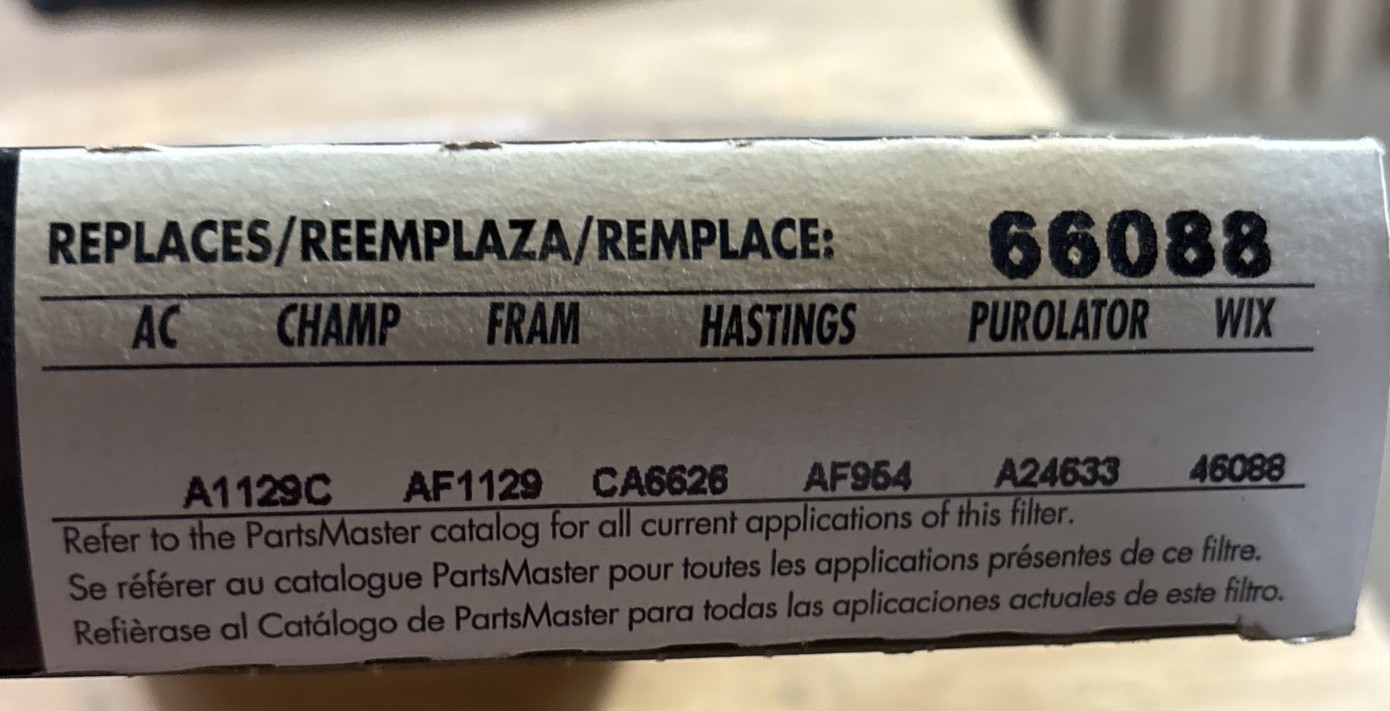 REPLACES/REEMPLAZA/REMPLACE: 66088
AC CHAMP FRAM HASTINGS PUROLATOR WIX
A1129C AF1129 CA6626 AF954 A24633 46088
Refer to the PartsMaster catalog for all current applications of this filter.
Se référer au catalogue PartsMaster pour toutes les applications présentes de ce filtre.
Refièrase al Catálogo de PartsMaster para todas las aplicaciones actuales de este filtro.